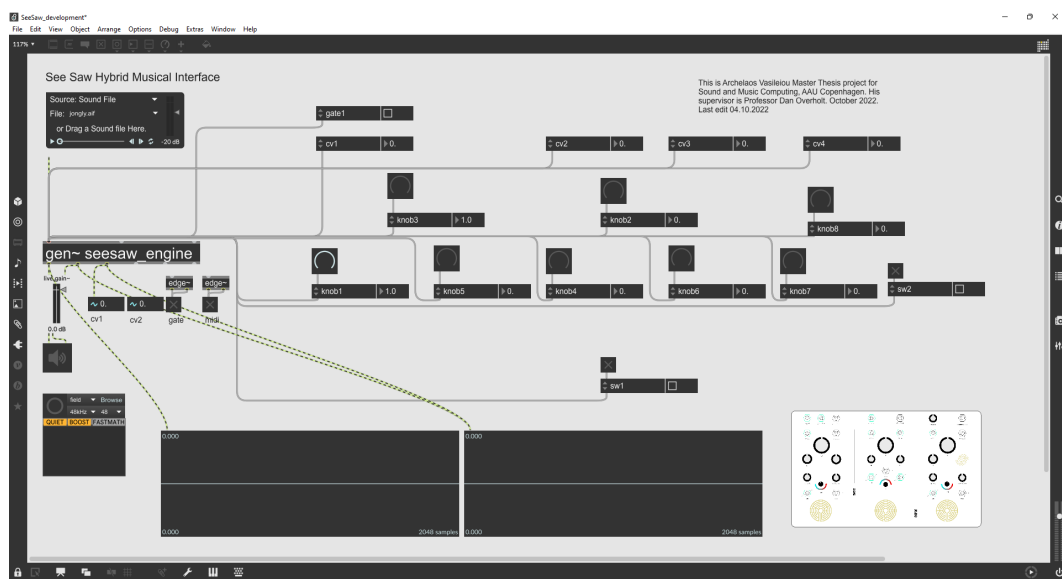 SeeSaw_development*
File Edit View Object Arrange Options Debug Extras Window Help
117%
See Saw Hybrid Musical Interface
This is Archelaos Vasileiou Master Thesis project for
Sound and Music Computing, AAU Copenhagen. His
supervisor is Professor Dan Overholt. October 2022.
Last edit 04.10.2022
Source: Sound File
File: jongly.aif
or Drag a Sound file Here.
-20 dB
gate1
cv1 0.
cv2 0.
cv3 0.
cv4 0.
knob3 1.0
knob2 0.
knob8 0.
gen~ seesaw_engine
live.gain~
edge~ edge~
0. 0.
cv1 cv2 gate midi
0.0 dB
knob1 1.0
knob5 0.
knob4 0.
knob6 0.
knob7 0.
sw2
sw1
field Browse
48kHz 48
QUIET BOOST FASTMATH
0.000 0.000
0.000 2048 samples 0.000 2048 samples